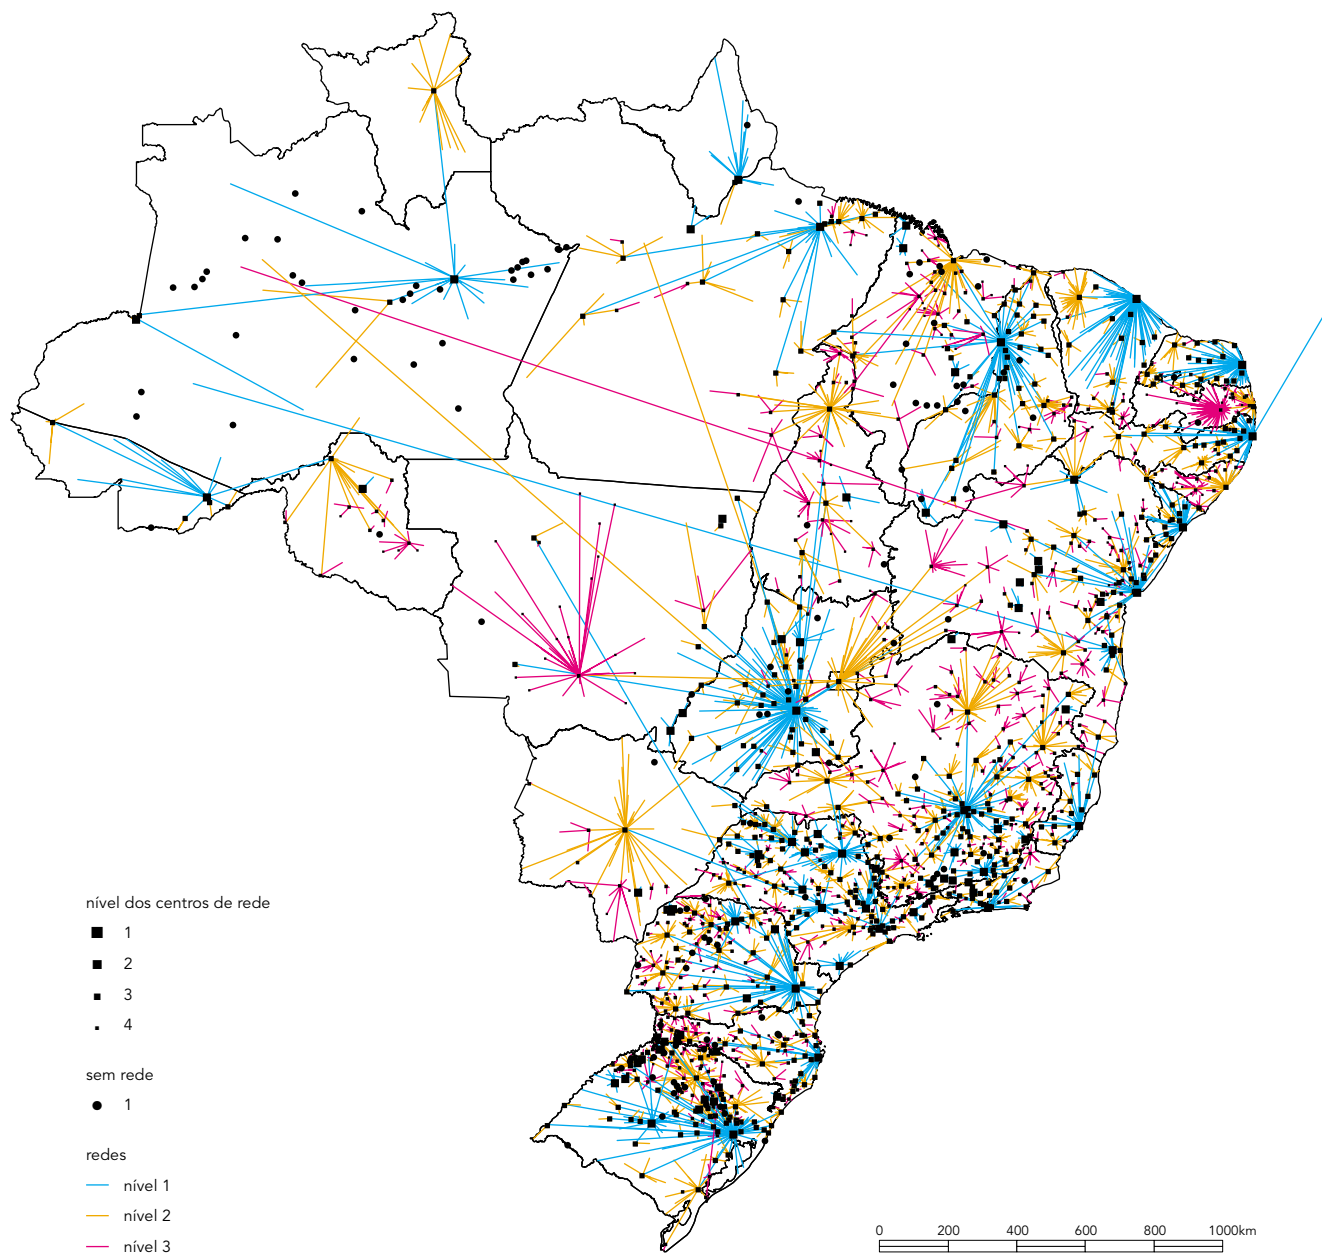 nível dos centros de rede
1
2
3
4
sem rede
1
redes
nível 1
nível 2
nível 3
0 200 400 600 800 1000km